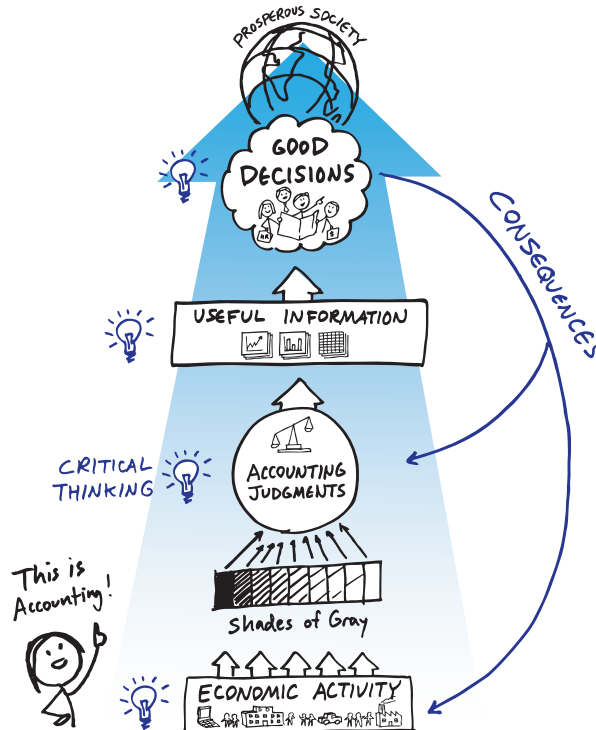 PROSPEROUS SOCIETY
GOOD
DECISIONS
HR
$
CONSEQUENCES
USEFUL INFORMATION
CRITICAL
THINKING
ACCOUNTING
JUDGMENTS
This is
Accounting!
Shades of Gray
ECONOMIC ACTIVITY